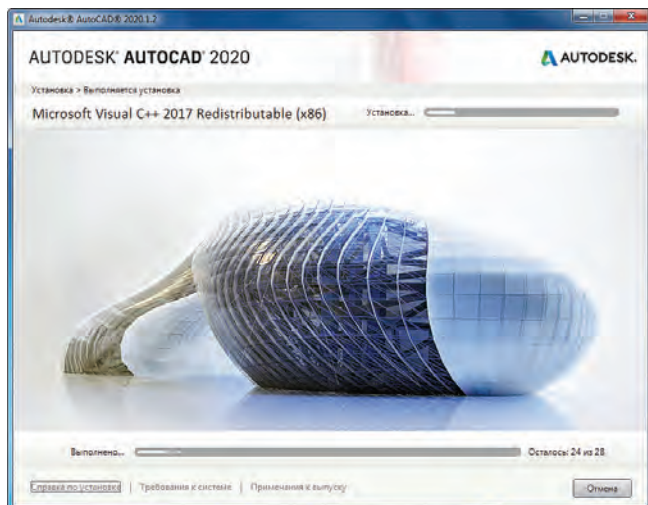 Autodesk® AutoCAD® 2020.1.2
AUTODESK® AUTOCAD® 2020
AUTODESK.
Установка > Выполняется установка
Microsoft Visual C++ 2017 Redistributable (x86)
Установка...
Выполнено...
Осталось: 24 из 28
Справка по установке | Требования к системе | Примечания к выпуску
Отмена